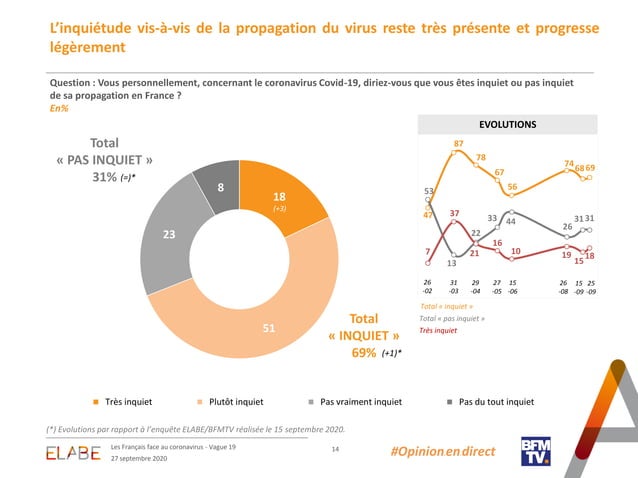 L’inquiétude vis-à-vis de la propagation du virus reste très présente et progresse
légèrement
Question : Vous personnellement, concernant le coronavirus Covid-19, diriez-vous que vous êtes inquiet ou pas inquiet
de sa propagation en France ?
En%
EVOLUTIONS
Total
« PAS INQUIET »
31% (=)*
8
18
(+3)
23
51
Total
« INQUIET »
69% (+1)*
87
78
67
56
74 68 69
53
47
37
33
44
26
31 31
22
7
13
21
16
10
19
15
18
26 31 29 27 15 26 15 25
-02 -03 -04 -05 -06 -08 -09 -09
Total « inquiet »
Total « pas inquiet »
Très inquiet
Très inquiet Plutôt inquiet Pas vraiment inquiet Pas du tout inquiet
(*) Evolutions par rapport à l’enquête ELABE/BFMTV réalisée le 15 septembre 2020.
ELABE
Les Français face au coronavirus - Vague 19
27 septembre 2020
14
#Opinion en direct
BFM
TV.